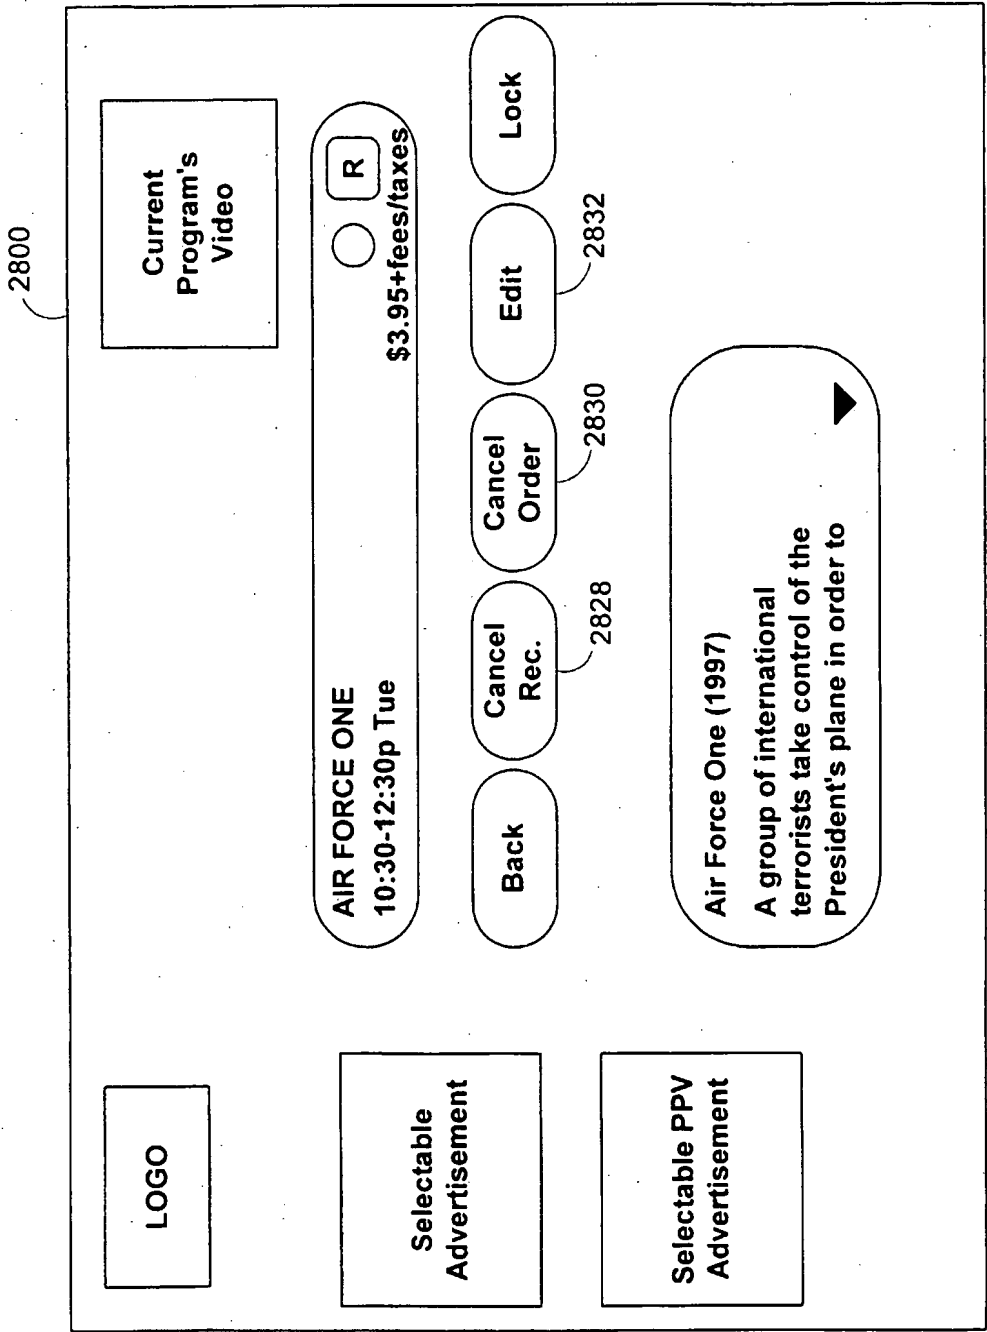 2800
LOGO
Current
Program's
Video
Selectable
Advertisement
Selectable PPV
Advertisement
AIR FORCE ONE
R
10:30-12:30p Tue
$3.95+fees/taxes
Back
Cancel
Rec.
Cancel
Order
Edit
Lock
2828
2830
2832
Air Force One (1997)
A group of international
terrorists take control of the
President's plane in order to